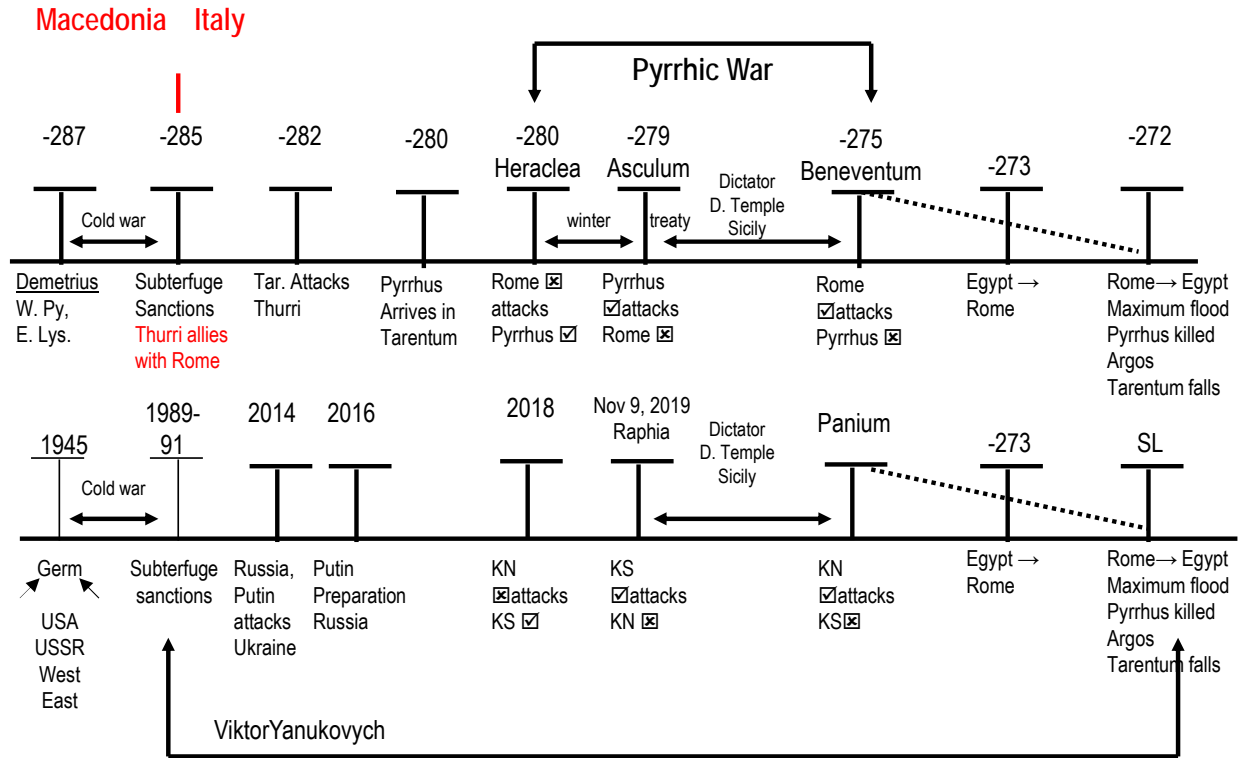 Macedonia Italy
Pyrrhic War
-287
-285
-282
-280
-280
Heraclea
-279
Asculum
-275
Beneventum
-273
-272
Cold war
winter
treaty
Dictator
D. Temple
Sicily
Demetrius
W. Py,
E. Lys.
Subterfuge
Sanctions
Thurri allies
with Rome
Tar. Attacks
Thurri
Pyrrhus
Arrives in
Tarentum
Rome ☒
attacks
Pyrrhus ☑
Pyrrhus
☑attacks
Rome ☒
Rome
☑attacks
Pyrrhus ☒
Egypt →
Rome
Rome→ Egypt
Maximum flood
Pyrrhus killed
Argos
Tarentum falls
1945
1989-
91
2014
2016
2018
Nov 9, 2019
Raphia
Panium
-273
SL
Cold war
Dictator
D. Temple
Sicily
Germ
USA
USSR
West
East
Subterfuge
sanctions
Russia,
Putin
attacks
Ukraine
Putin
Preparation
Russia
KN
☒attacks
KS ☑
KS
☑attacks
KN ☒
KN
☑attacks
KS☒
Egypt →
Rome
Rome→ Egypt
Maximum flood
Pyrrhus killed
Argos
Tarentum falls
ViktorYanukovych